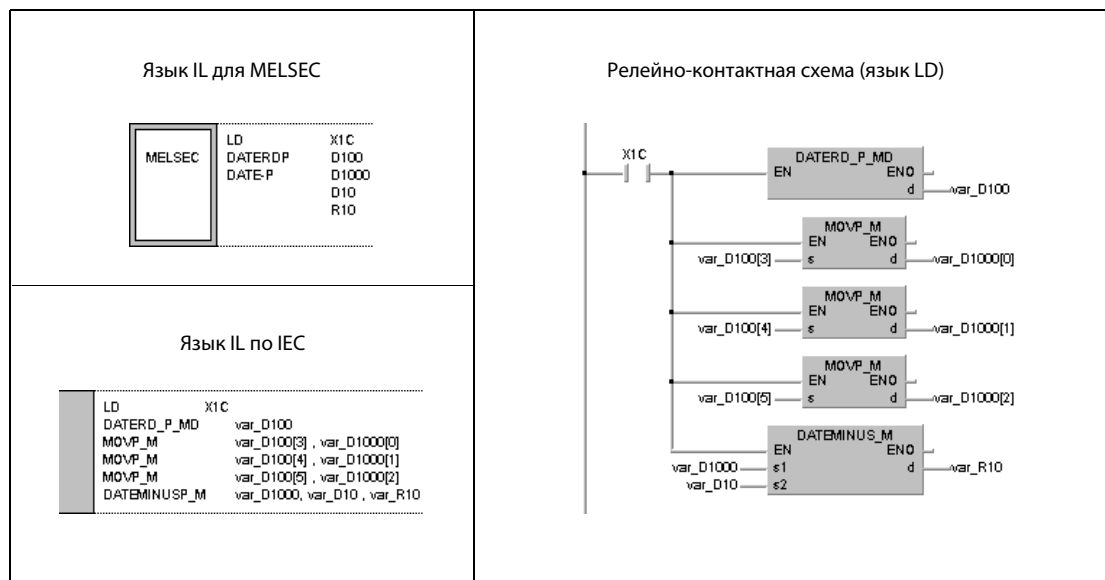 Язык IL для MELSEC
MELSEC
LD X1C
DATERDP D100
DATE-P D1000
D10
R10
Язык IL по IEC
LD X1C
DATERD_P_MD var_D100
MOVP_M var_D100[3] , var_D1000[0]
MOVP_M var_D100[4] , var_D1000[1]
MOVP_M var_D100[5] , var_D1000[2]
DATEMINUSP_M var_D1000, var_D10 , var_R10
Релейно-контактная схема (язык LD)
X1C
DATERD_P_MD
EN ENO
d var_D100
MOVP_M
EN ENO
var_D100[3] s d var_D1000[0]
MOVP_M
EN ENO
var_D100[4] s d var_D1000[1]
MOVP_M
EN ENO
var_D100[5] s d var_D1000[2]
DATEMINUS_M
EN ENO
var_D1000 s1 d var_R10
var_D10 s2